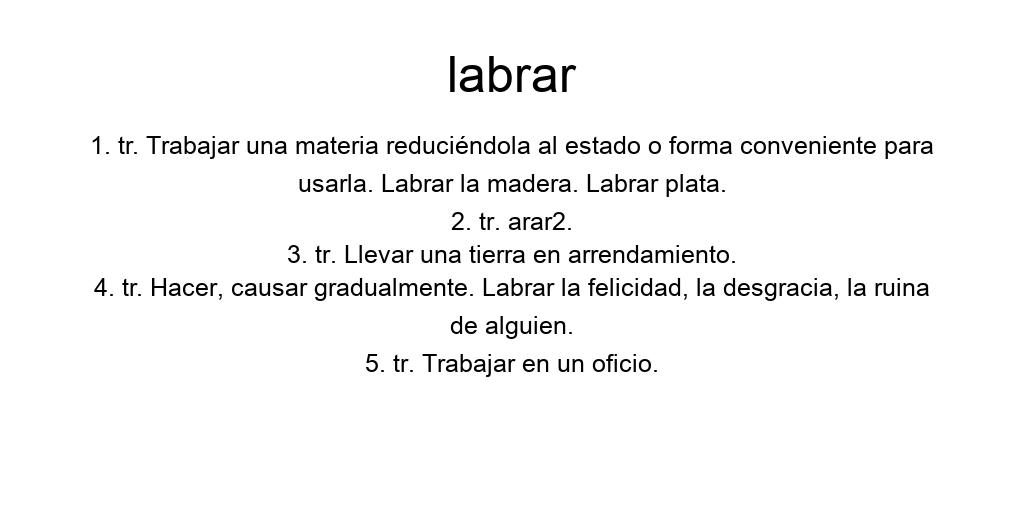 labrar
1. tr. Trabajar una materia reduciéndola al estado o forma conveniente para
usarla. Labrar la madera. Labrar plata.
2. tr. arar2.
3. tr. Llevar una tierra en arrendamiento.
4. tr. Hacer, causar gradualmente. Labrar la felicidad, la desgracia, la ruina
de alguien.
5. tr. Trabajar en un oficio.